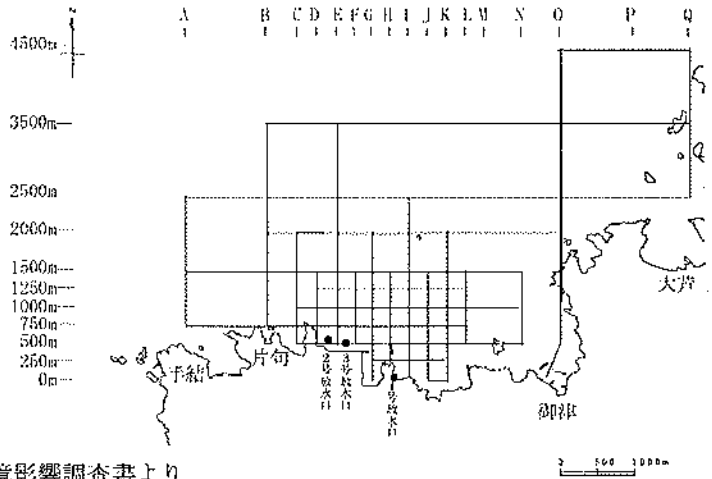 A B C D E F G H I J K L M N O P Q
4500m
3500m
2500m
2000m
1500m
1250m
1000m
750m
500m
250m
0m
手結
片句
2号放水口
3号放水口
1号放水口
御津
大芦
0 500 1000m
影響調査書より